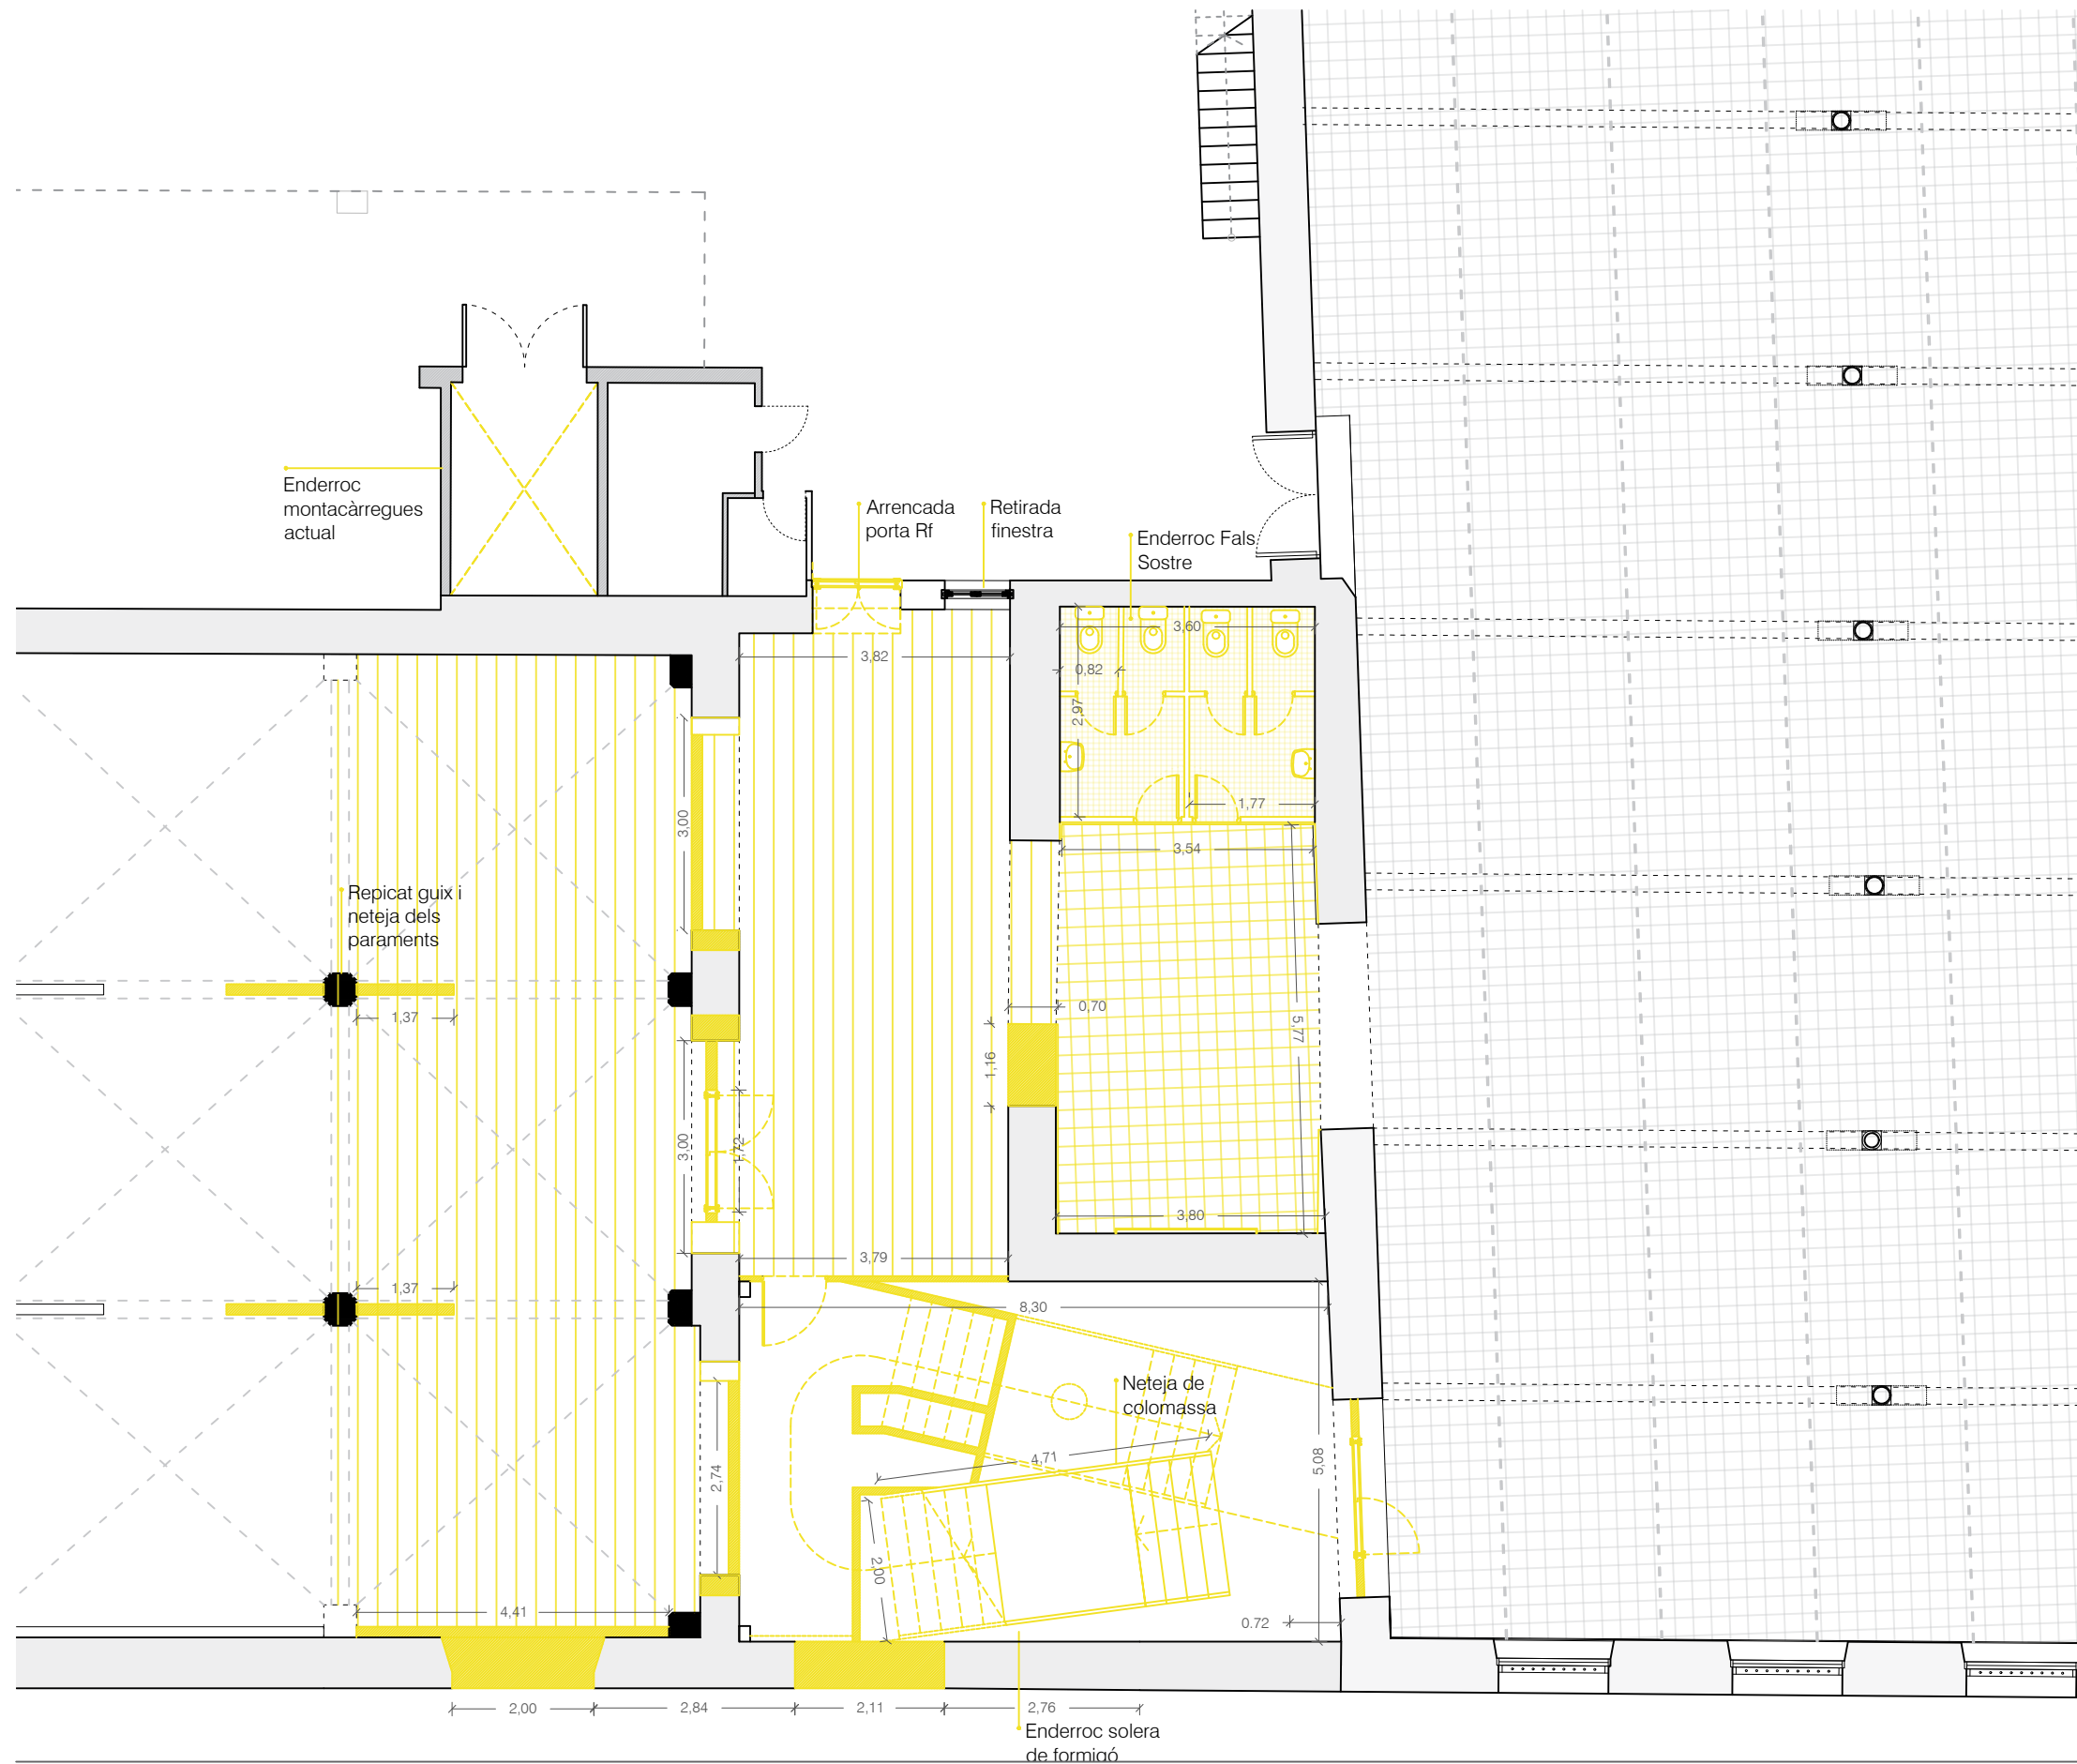 Enderroc
montacàrregues
actual
Arrencada
porta Rf
Retirada
finestra
Enderroc Fals
Sostre
3,60
3,82
0,82
2,97
1,77
3,00
3,54
Repicat guix i
neteja dels
paraments
0,70
1,37
5,77
1,16
3,00
1,72
3,80
3,79
1,37
8,30
Neteja de
colomassa
4,71
5,08
2,74
2,00
4,41
0.72
2,00
2,84
2,11
2,76
Enderroc solera
de formigó